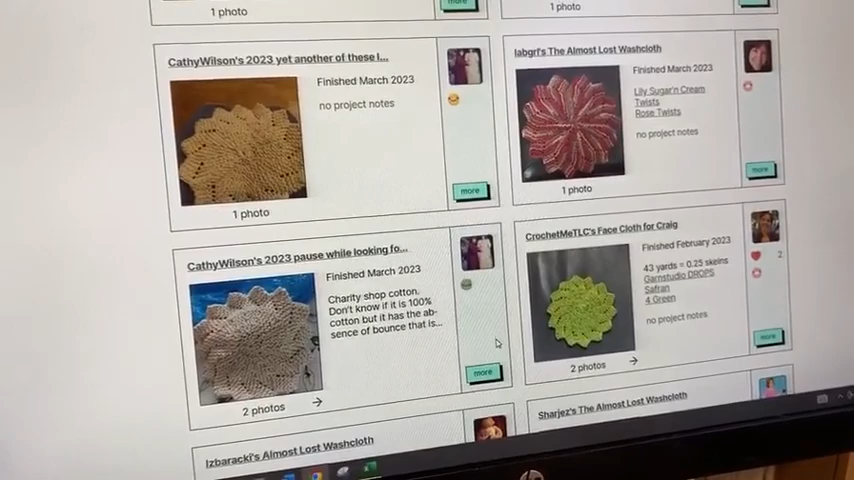 1 photo
more
1 photo
CathyWilson's 2023 yet another of these l...
Finished March 2023
no project notes
more
1 photo
labgrl's The Almost Lost Washcloth
Finished March 2023
Lily Sugar'n Cream
Twists
Rose Twists
no project notes
more
1 photo
CathyWilson's 2023 pause while looking fo...
Finished March 2023
Charity shop cotton.
Don't know if it is 100%
cotton but it has the ab-
sence of bounce that is...
more
2 photos
CrochetMeTLC's Face Cloth for Craig
Finished February 2023
43 yards = 0.25 skeins
Garnstudio DROPS
Safran
4 Green
no project notes
2
more
2 photos
Izbaracki's Almost Lost Washcloth
Sharjez's The Almost Lost Washcloth
hp